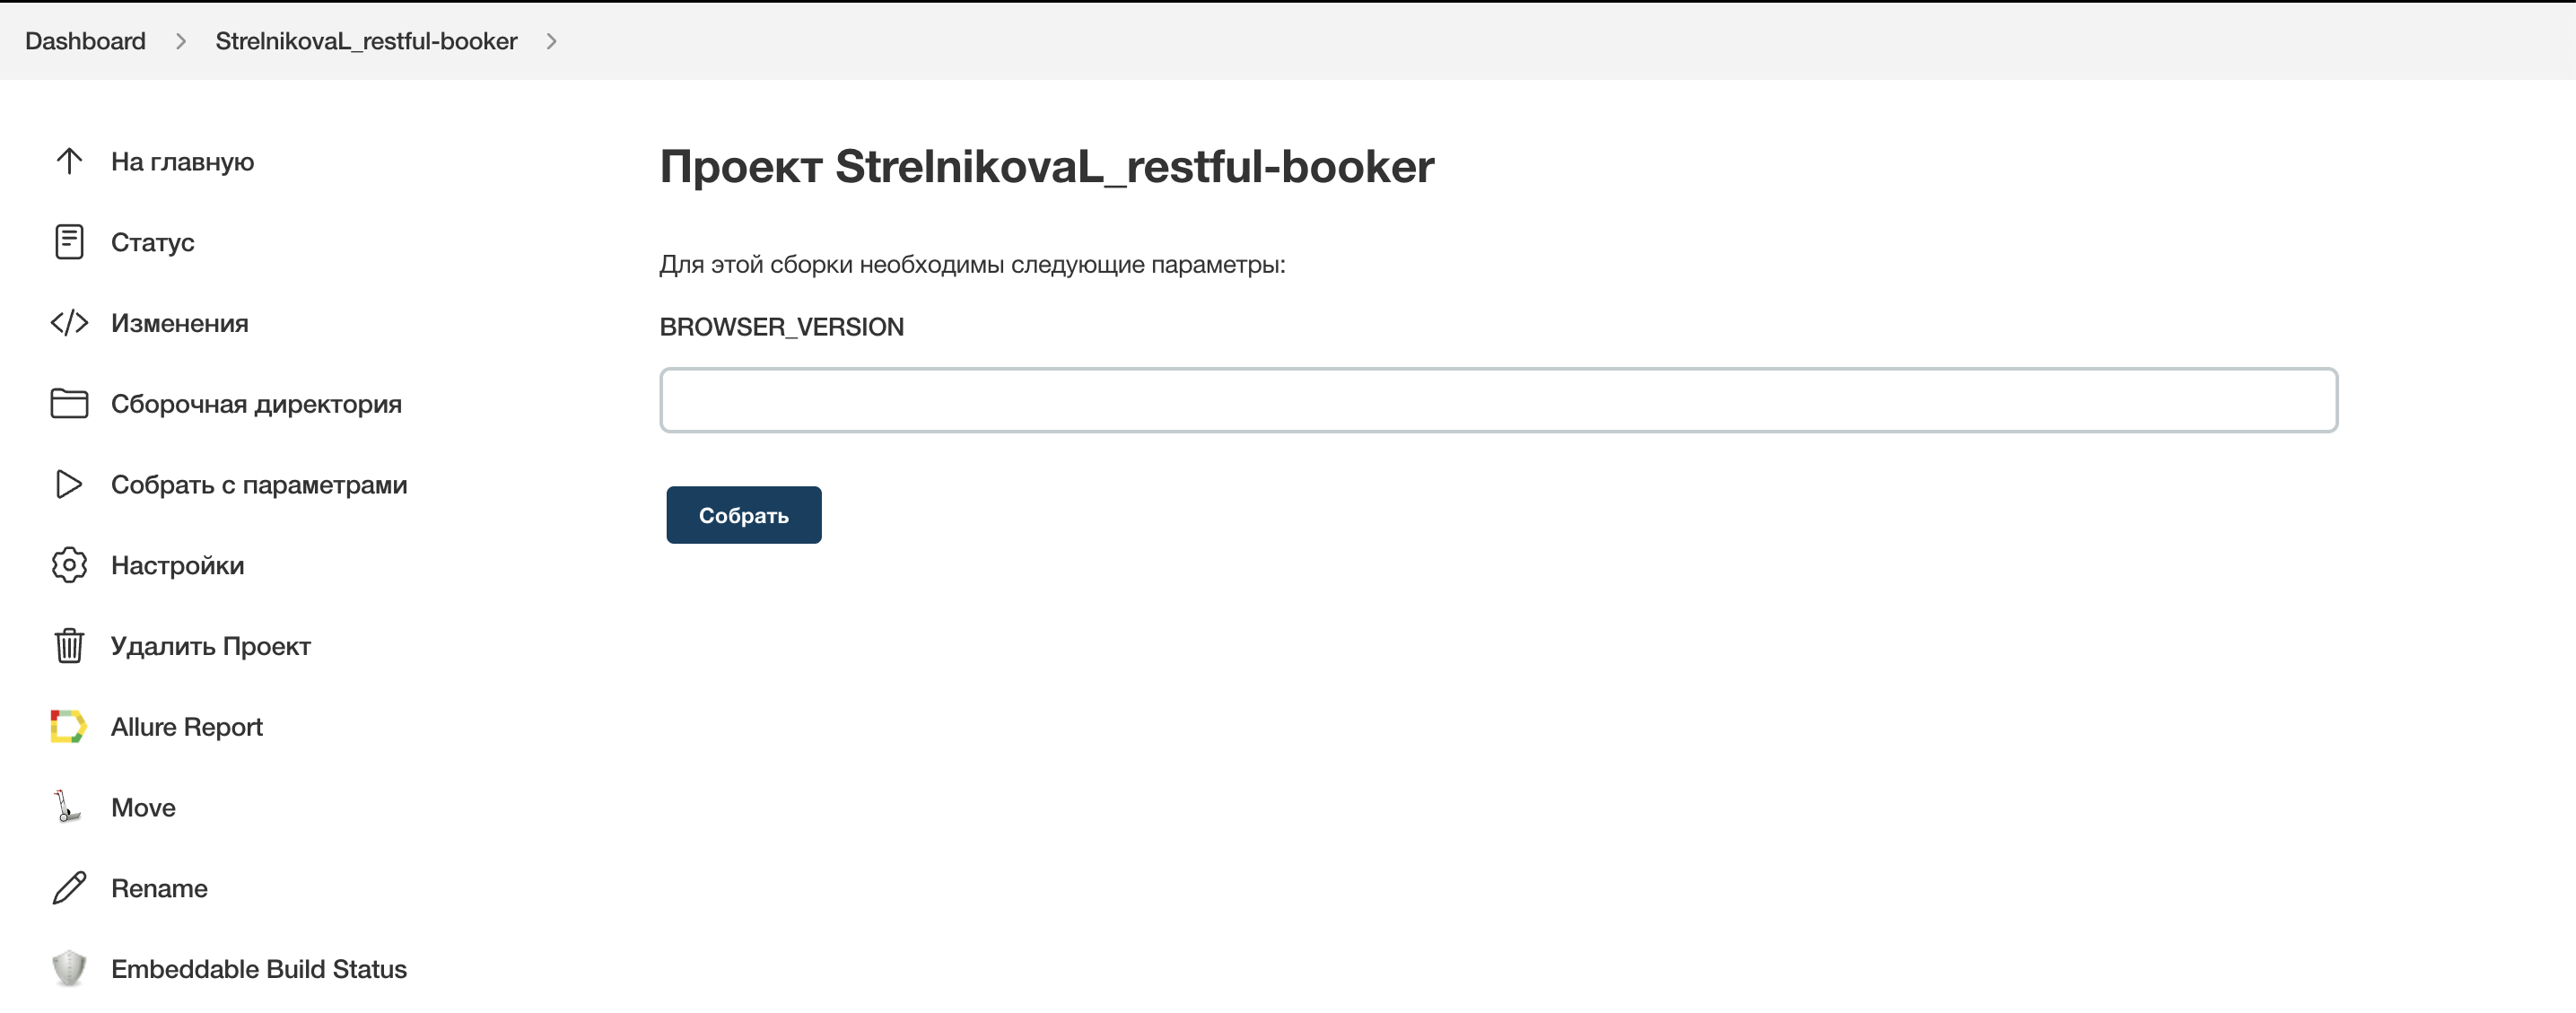 Dashboard > StrelnikovaL_restful-booker >
На главную
Статус
Изменения
Сборочная директория
Собрать с параметрами
Настройки
Удалить Проект
Allure Report
Move
Rename
Embeddable Build Status
Проект StrelnikovaL_restful-booker
Для этой сборки необходимы следующие параметры:
BROWSER_VERSION
Собрать